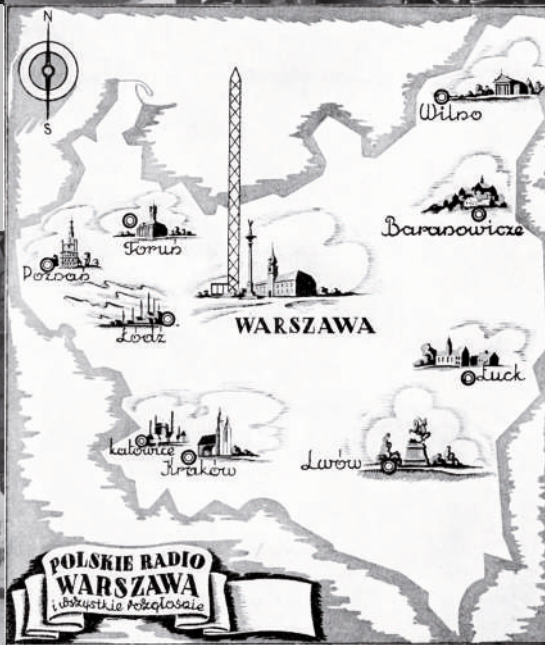 N
S
Wilno
Baranowicze
Toruń
Poznań
Łódź
WARSZAWA
Łuck
Katowice
Kraków
Lwów
POLSKIE RADIO
WARSZAWA
i wszystkie rozgłośnie